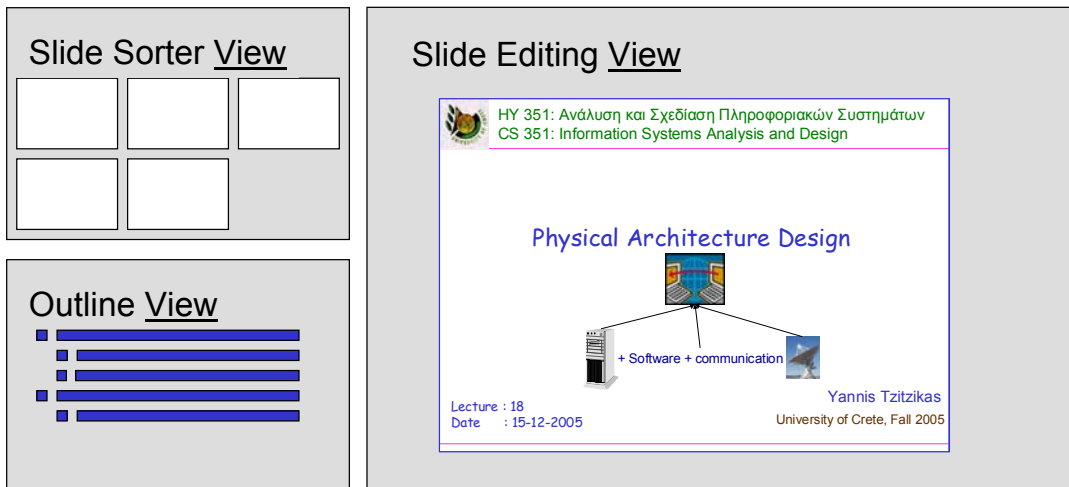 Slide Sorter View
Outline View
Slide Editing View
HY 351: Ανάλυση και Σχεδίαση Πληροφοριακών Συστημάτων
CS 351: Information Systems Analysis and Design
Physical Architecture Design
+ Software + communication
Lecture : 18
Date : 15-12-2005
Yannis Tzitzikas
University of Crete, Fall 2005